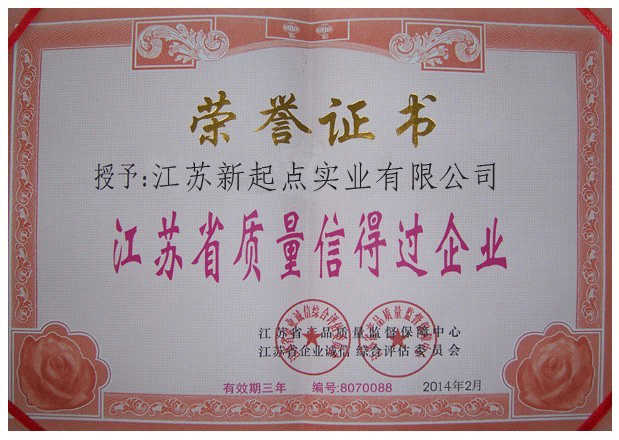 荣誉证书
授予:江苏新起点实业有限公司
江苏省质量信得过企业
江苏省产品质量监督保障中心
江苏省企业诚信 综合评估委员会
有效期三年 编号:8070088 2014年2月